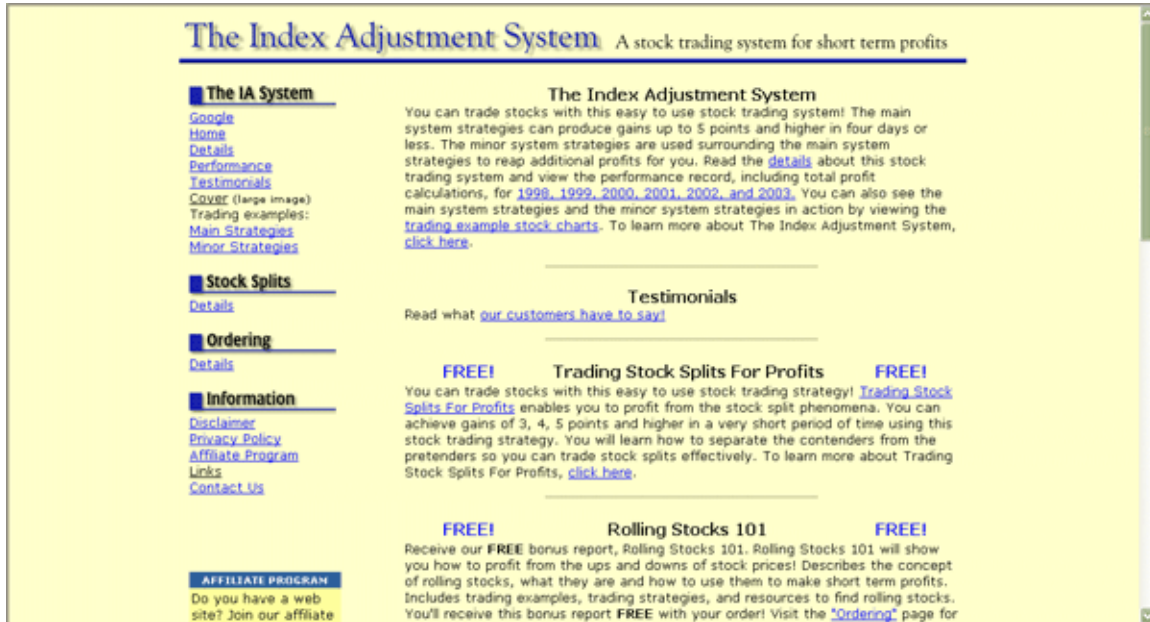 The Index Adjustment System A stock trading system for short term profits
The IA System
Google
Home
Details
Performance
Testimonials
Cover (large image)
Trading examples:
Main Strategies
Minor Strategies
Stock Splits
Details
Ordering
Details
Information
Disclaimer
Privacy Policy
Affiliate Program
Links
Contact Us
AFFILIATE PROGRAM
Do you have a web
site? Join our affiliate
The Index Adjustment System
You can trade stocks with this easy to use stock trading system! The main
system strategies can produce gains up to 5 points and higher in four days or
less. The minor system strategies are used surrounding the main system
strategies to reap additional profits for you. Read the details about this stock
trading system and view the performance record, including total profit
calculations, for 1998, 1999, 2000, 2001, 2002, and 2003. You can also see the
main system strategies and the minor system strategies in action by viewing the
trading example stock charts. To learn more about The Index Adjustment System,
click here.
Testimonials
Read what our customers have to say!
FREE! Trading Stock Splits For Profits FREE!
You can trade stocks with this easy to use stock trading strategy! Trading Stock
Splits For Profits enables you to profit from the stock split phenomena. You can
achieve gains of 3, 4, 5 points and higher in a very short period of time using this
stock trading strategy. You will learn how to separate the contenders from the
pretenders so you can trade stock splits effectively. To learn more about Trading
Stock Splits For Profits, click here.
FREE! Rolling Stocks 101 FREE!
Receive our FREE bonus report, Rolling Stocks 101. Rolling Stocks 101 will show
you how to profit from the ups and downs of stock prices! Describes the concept
of rolling stocks, what they are and how to use them to make short term profits.
Includes trading examples, trading strategies, and resources to find rolling stocks.
You'll receive this bonus report FREE with your order! Visit the "Ordering" page for